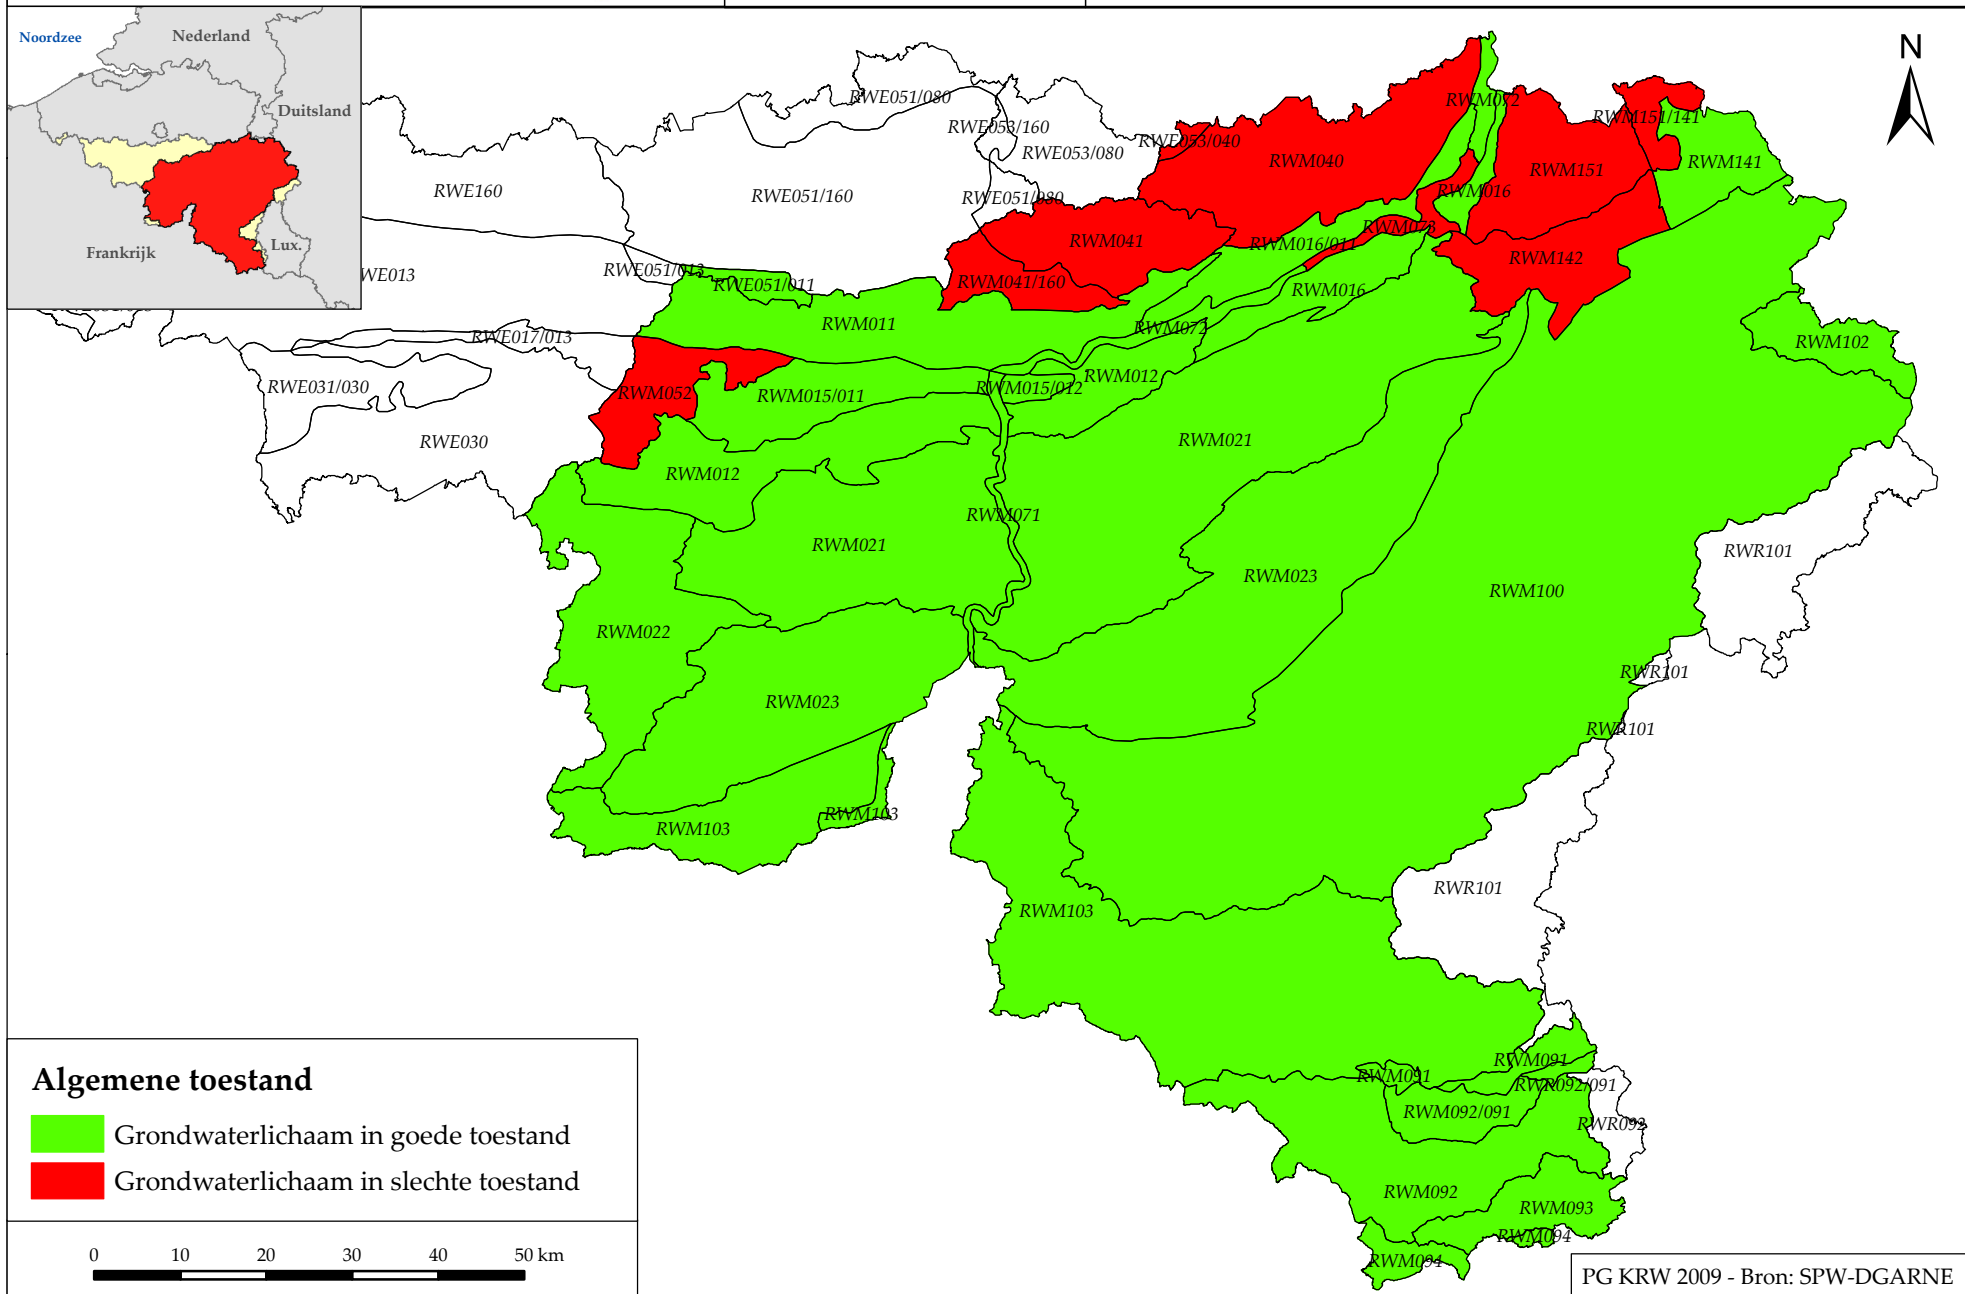 Noordzee
Nederland
Duitsland
Frankrijk
Lux.
N
RWE051/080
RWE053/160
RWE053/080
RWE053/040
RWM040
RWM072
RWM151/141
RWM151
RWM141
RWE160
RWE051/160
RWE051/080
RWM016
RWM041
RWM016/011
RWM073
RWM142
WE013
RWE051/013
RWE051/011
RWM041/160
RWM016
RWM011
RWM072
RWE017/013
RWM102
RWE031/030
RWM052
RWM015/011
RWM015/012
RWM012
RWE030
RWM021
RWM012
RWM071
RWM021
RWR101
RWM023
RWM100
RWM022
RWR101
RWM023
RWR101
RWM103
RWM103
RWR101
RWM103
RWM091
RWM091
RWR092/091
RWM092/091
RWR092
RWM092
RWM093
RWM094
RWM094
Algemene toestand
Grondwaterlichaam in goede toestand
Grondwaterlichaam in slechte toestand
0 10 20 30 40 50 km
PG KRW 2009 - Bron: SPW-DGARNE